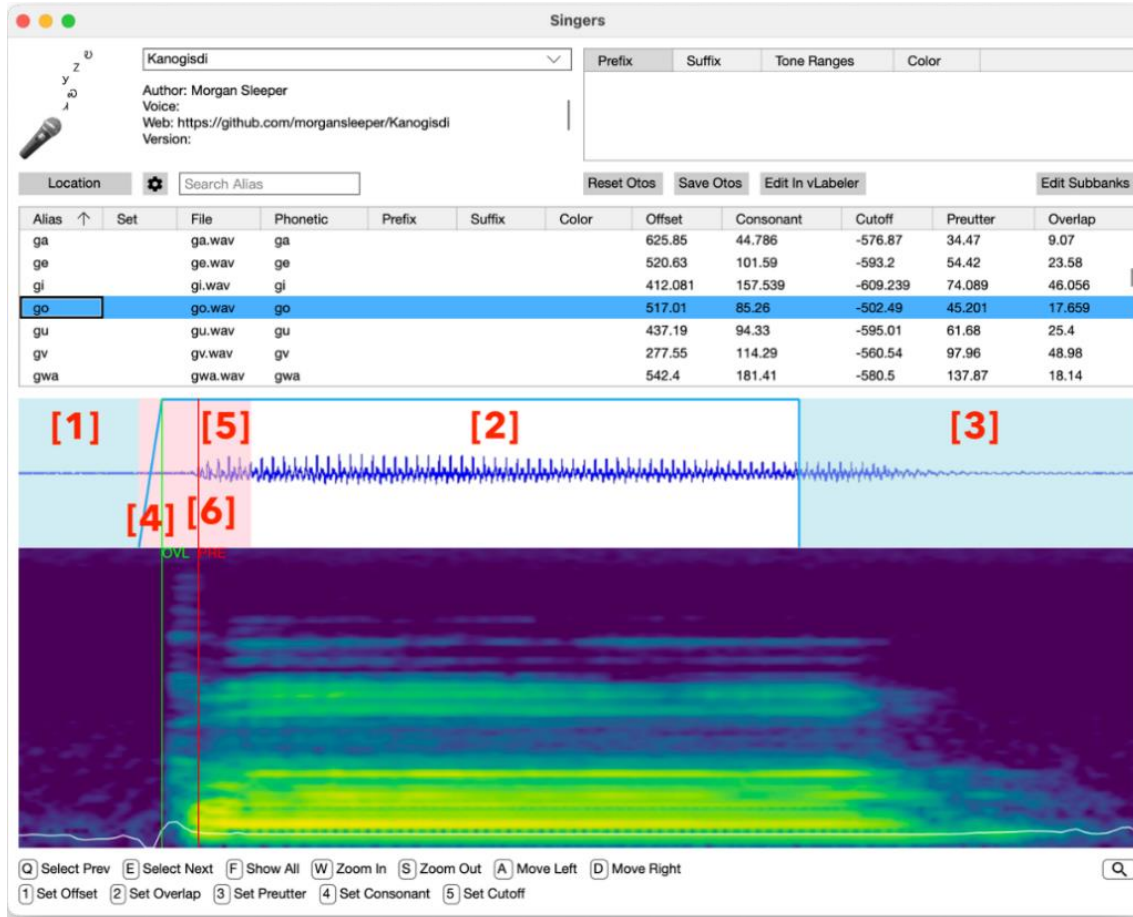 Singers
Kanogisdi
Author: Morgan Sleeper
Voice:
Web: https://github.com/morgansleeper/Kanogisdi
Version:
Prefix Suffix Tone Ranges Color
Location Search Alias Reset Otos Save Otos Edit In vLabeler Edit Subbanks
Alias ↑ Set File Phonetic Prefix Suffix Color Offset Consonant Cutoff Preutter Overlap
ga ga.wav ga 625.85 44.786 -576.87 34.47 9.07
ge ge.wav ge 520.63 101.59 -593.2 54.42 23.58
gi gi.wav gi 412.081 157.539 -609.239 74.089 46.056
go go.wav go 517.01 85.26 -502.49 45.201 17.659
gu gu.wav gu 437.19 94.33 -595.01 61.68 25.4
gv gv.wav gv 277.55 114.29 -560.54 97.96 48.98
gwa gwa.wav gwa 542.4 181.41 -580.5 137.87 18.14
[1] [5] [2] [3]
[4] [6]
OVL PRE
Q Select Prev E Select Next F Show All W Zoom In S Zoom Out A Move Left D Move Right
1 Set Offset 2 Set Overlap 3 Set Preutter 4 Set Consonant 5 Set Cutoff